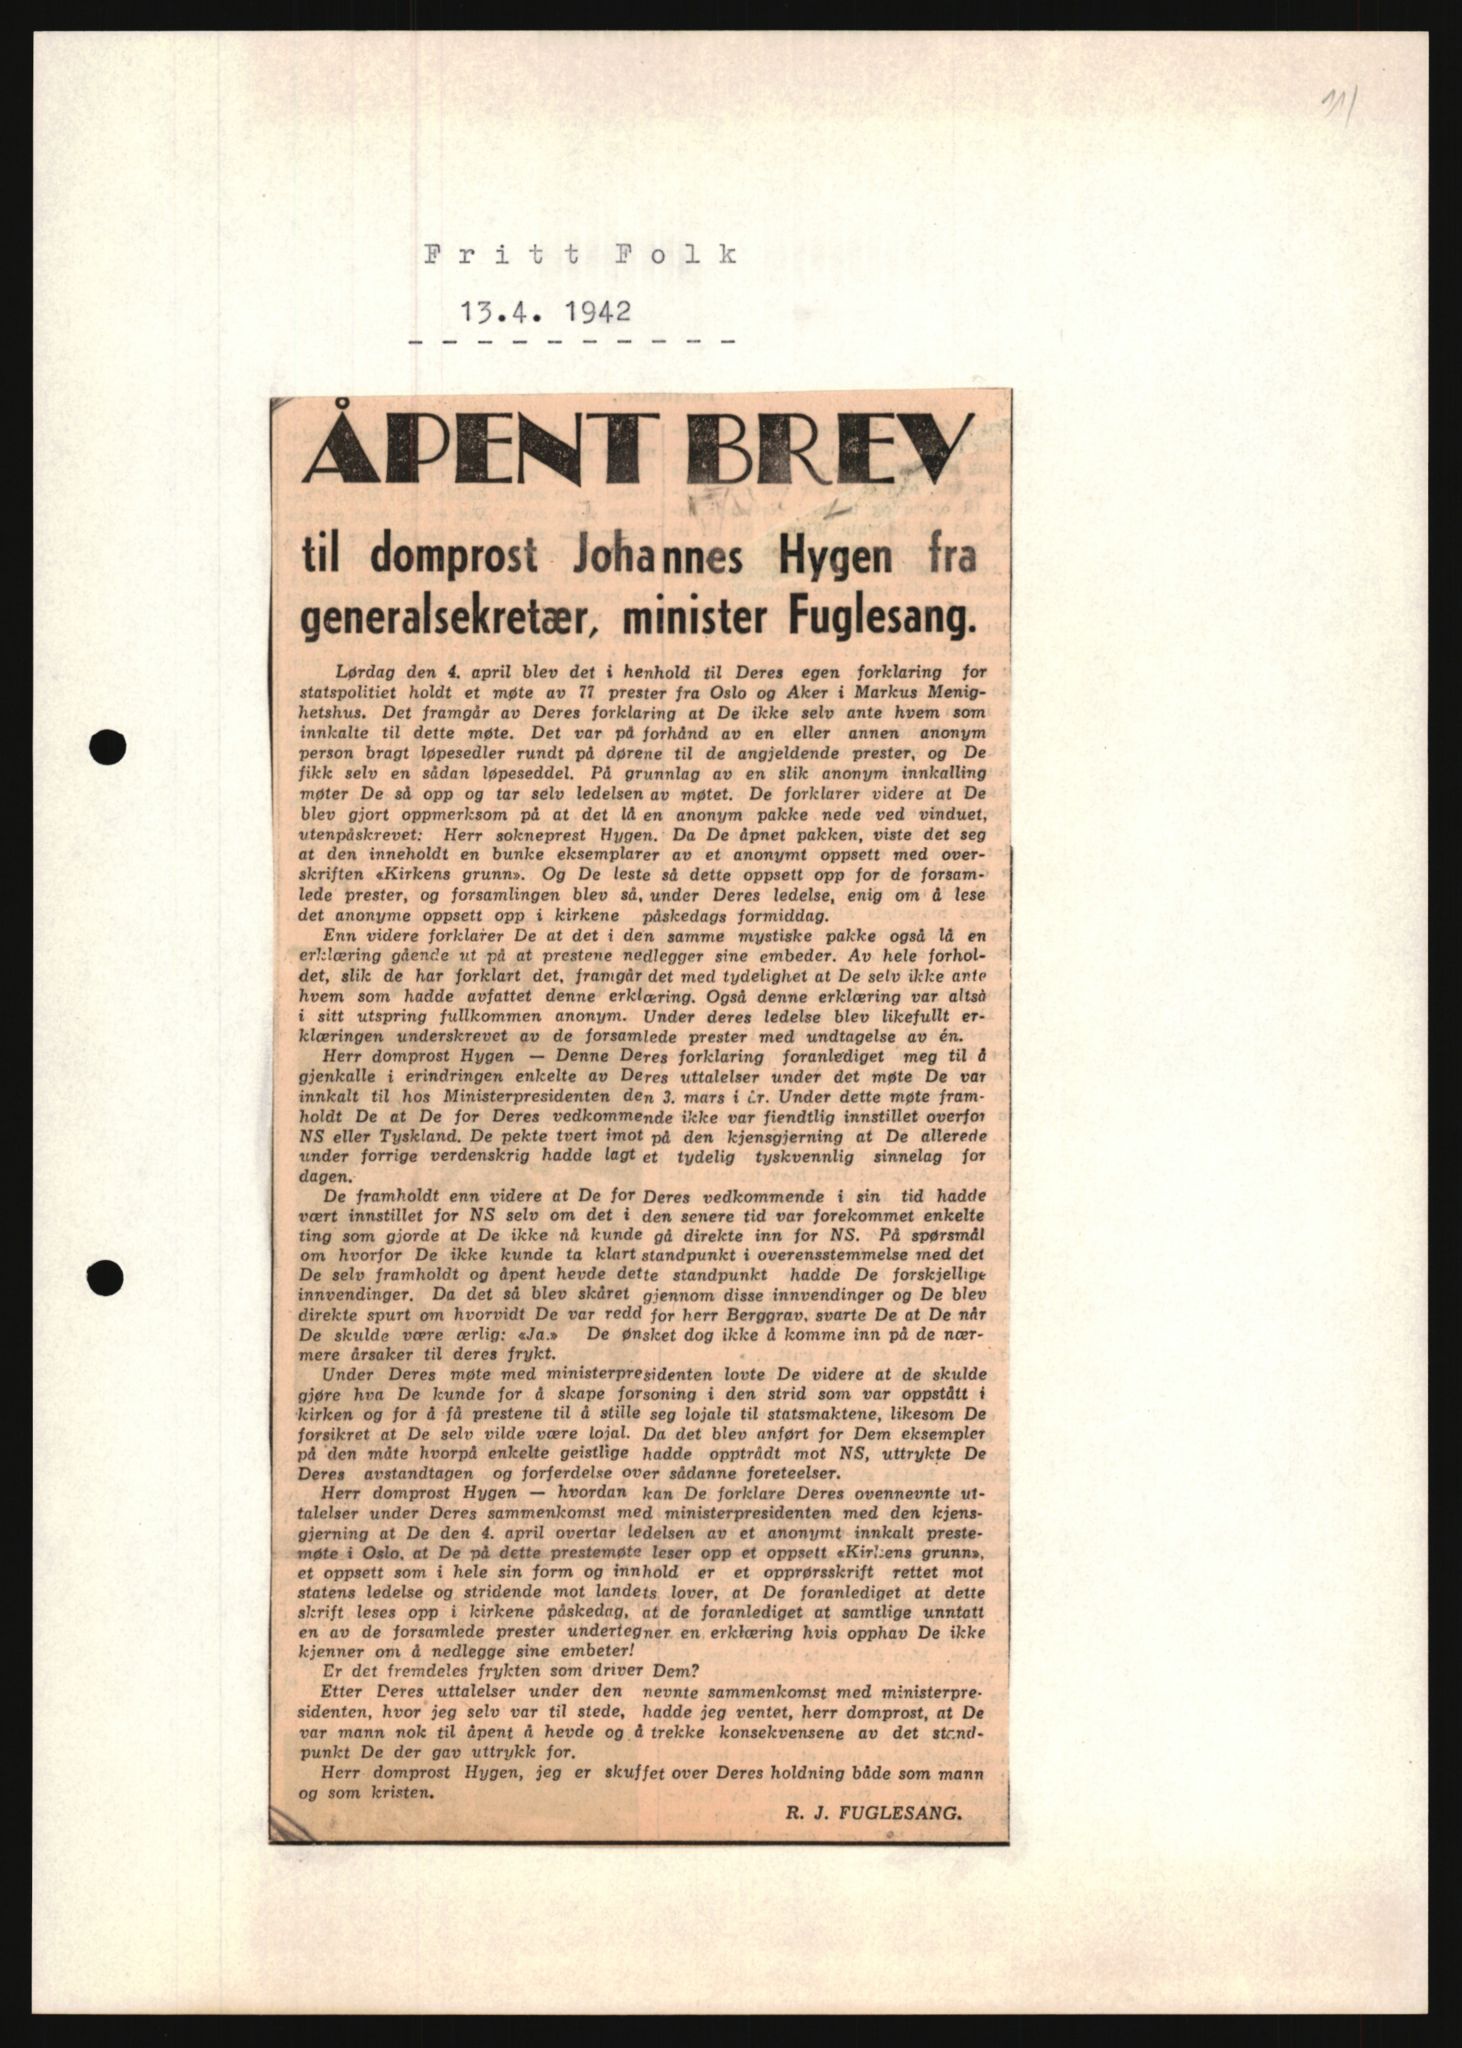 11/
Fritt Folk
13.4. 1942
- - - - - - - - - -
ÅPENT BREV
til domprost Johannes Hygen fra
generalsekretær, minister Fuglesang.
Lørdag den 4. april blev det i henhold til Deres egen forklaring for
statspolitiet holdt et møte av 77 prester fra Oslo og Aker i Markus Menig-
hetshus. Det framgår av Deres forklaring at De ikke selv ante hvem som
innkalte til dette møte. Det var på forhånd av en eller annen anonym
person bragt løpesedler rundt på dørene til de angjeldende prester, og De
fikk selv en sådan løpeseddel. På grunnlag av en slik anonym innkalling
møter De så opp og tar selv ledelsen av møtet. De forklarer videre at De
blev gjort oppmerksom på at det lå en anonym pakke nede ved vinduet,
utenpåskrevet: Herr sokneprest Hygen. Da De åpnet pakken, viste det seg
at den inneholdt en bunke eksemplarer av et anonymt oppsett med over-
skriften «Kirkens grunn». Og De leste så dette oppsett opp for de forsam-
lede prester, og forsamlingen blev så, under Deres ledelse, enig om å lese
det anonyme oppsett opp i kirkene påskedags formiddag.
Enn videre forklarer De at det i den samme mystiske pakke også lå en
erklæring gående ut på at prestene nedlegger sine embeder. Av hele forhol-
det, slik de har forklart det, framgår det med tydelighet at De selv ikke ante
hvem som hadde avfattet denne erklæring. Også denne erklæring var altså
i sitt utspring fullkommen anonym. Under deres ledelse blev likefullt er-
klæringen underskrevet av de forsamlede prester med undtagelse av én.
Herr domprost Hygen — Denne Deres forklaring foranlediget meg til å
gjenkalle i erindringen enkelte av Deres uttalelser under det møte De var
innkalt til hos Ministerpresidenten den 3. mars i år. Under dette møte fram-
holdt De at De for Deres vedkommende ikke var fiendtlig innstillet overfor
NS eller Tyskland. De pekte tvert imot på den kjensgjerning at De allerede
under forrige verdenskrig hadde lagt et tydelig tyskvennlig sinnelag for
dagen.
De framholdt enn videre at De for Deres vedkommende i sin tid hadde
vært innstillet for NS selv om det i den senere tid var forekommet enkelte
ting som gjorde at De ikke nå kunde gå direkte inn for NS. På spørsmål
om hvorfor De ikke kunde ta klart standpunkt i overensstemmelse med det
De selv framholdt og åpent hevde dette standpunkt hadde De forskjellige
innvendinger. Da det så blev skåret gjennom disse innvendinger og De blev
direkte spurt om hvorvidt De var redd for herr Berggrav, svarte De at De når
De skulde være ærlig: «Ja.» De ønsket dog ikke å komme inn på de nær-
mere årsaker til deres frykt.
Under Deres møte med ministerpresidenten lovte De videre at de skulde
gjøre hva De kunde for å skape forsoning i den strid som var oppstått i
kirken og for å få prestene til å stille seg lojale til statsmaktene, likesom De
forsikret at De selv vilde være lojal. Da det blev anført for Dem eksempler
på den måte hvorpå enkelte geistlige hadde opptrådt mot NS, uttrykte De
Deres avstandtagen og forferdelse over sådanne foreteelser.
Herr domprost Hygen — hvordan kan De forklare Deres ovennevnte ut-
talelser under Deres sammenkomst med ministerpresidenten med den kjens-
gjerning at De den 4. april overtar ledelsen av et anonymt innkalt preste-
møte i Oslo, at De på dette prestemøte leser opp et oppsett «Kirkens grunn»,
et oppsett som i hele sin form og innhold er et opprørsskrift rettet mot
statens ledelse og stridende mot landets lover, at De foranlediget at dette
skrift leses opp i kirkene påskedag, at de foranlediget at samtlige unntatt
en av de forsamlede prester undertegner en erklæring hvis opphav De ikke
kjenner om å nedlegge sine embeter!
Er det fremdeles frykten som driver Dem?
Etter Deres uttalelser under den nevnte sammenkomst med ministerpre-
sidenten, hvor jeg selv var til stede, hadde jeg ventet, herr domprost, at De
var mann nok til åpent å hevde og å trekke konsekvensene av det stand-
punkt De der gav uttrykk for.
Herr domprost Hygen, jeg er skuffet over Deres holdning både som mann
og som kristen.
R. J. FUGLESANG.